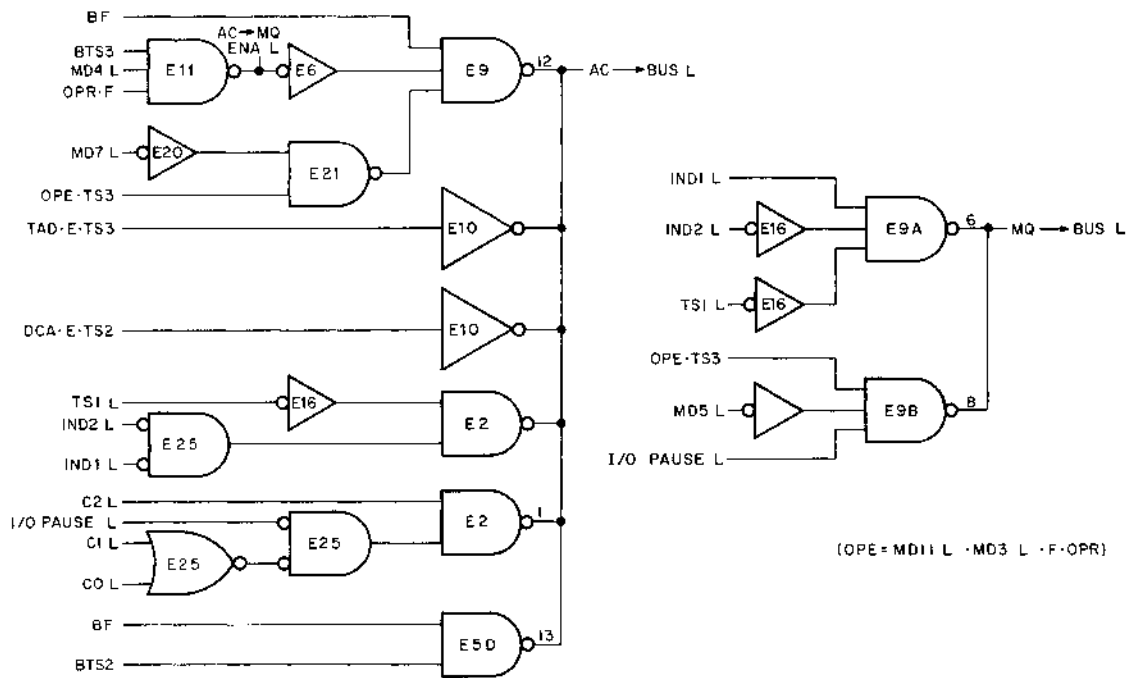 BF
AC→MQ
ENA L
BTS3
MD4 L
OPR·F
E11
E6
E9
12
AC → BUS L
MD7 L
E20
E21
OPE·TS3
TAD·E·TS3
E10
DCA·E·TS2
E10
TS1 L
E16
IND2 L
E25
E2
IND1 L
C2 L
I/O PAUSE L
C1 L
E25
E25
E2
1
C0 L
BF
BTS2
E5D
13
IND1 L
IND2 L
E16
E9A
6
MQ → BUS L
TS1 L
E16
OPE·TS3
MD5 L
E9B
8
I/O PAUSE L
(OPE = MD11 L · MD3 L · F·OPR)